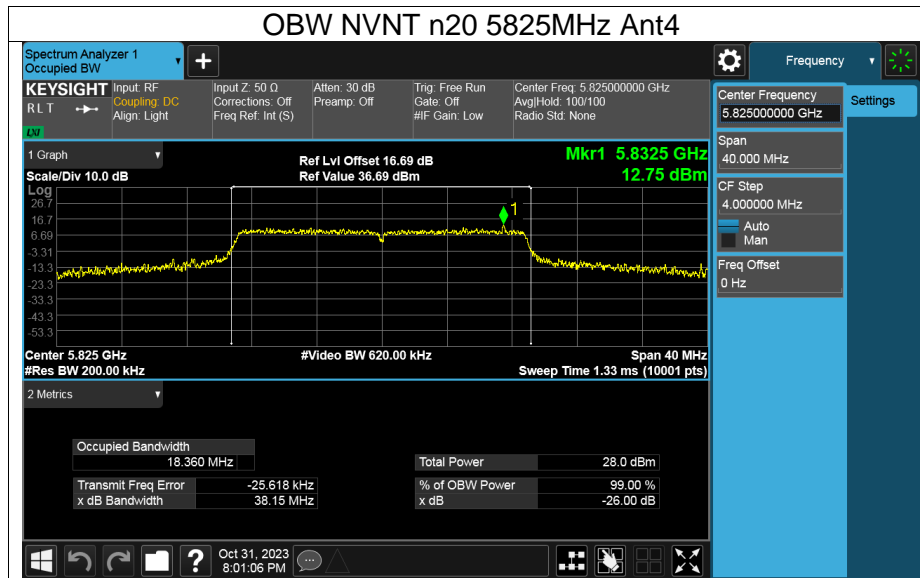 OBW NVNT n20 5825MHz Ant4
Spectrum Analyzer 1
Occupied BW
+
Frequency
KEYSIGHT
RLT
LXI
Input: RF
Coupling: DC
Align: Light
Input Z: 50 Ω
Corrections: Off
Freq Ref: Int (S)
Atten: 30 dB
Preamp: Off
Trig: Free Run
Gate: Off
#IF Gain: Low
Center Freq: 5.825000000 GHz
Avg|Hold: 100/100
Radio Std: None
Center Frequency
5.825000000 GHz
Settings
Span
40.000 MHz
CF Step
4.000000 MHz
Auto
Man
Freq Offset
0 Hz
1 Graph
Scale/Div 10.0 dB
Ref Lvl Offset 16.69 dB
Ref Value 36.69 dBm
Mkr1 5.8325 GHz
12.75 dBm
Log
26.7
16.7
6.69
-3.31
-13.3
-23.3
-33.3
-43.3
-53.3
1
Center 5.825 GHz
#Res BW 200.00 kHz
#Video BW 620.00 kHz
Span 40 MHz
Sweep Time 1.33 ms (10001 pts)
2 Metrics
Occupied Bandwidth
18.360 MHz
Total Power 28.0 dBm
Transmit Freq Error -25.618 kHz
% of OBW Power 99.00 %
x dB Bandwidth 38.15 MHz
x dB -26.00 dB
?
Oct 31, 2023
8:01:06 PM